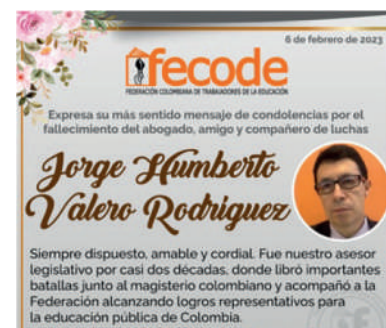 6 de febrero de 2023
fecode
FEDERACIÓN COLOMBIANA DE TRABAJADORES DE LA EDUCACIÓN
Expresa su más sentido mensaje de condolencias por el
fallecimiento del abogado, amigo y compañero de luchas
Jorge Humberto
Valero Rodríguez
Siempre dispuesto, amable y cordial. Fue nuestro asesor
legislativo por casi dos décadas, donde libró importantes
batallas junto al magisterio colombiano y acompañó a la
Federación alcanzando logros representativos para
la educación pública de Colombia.